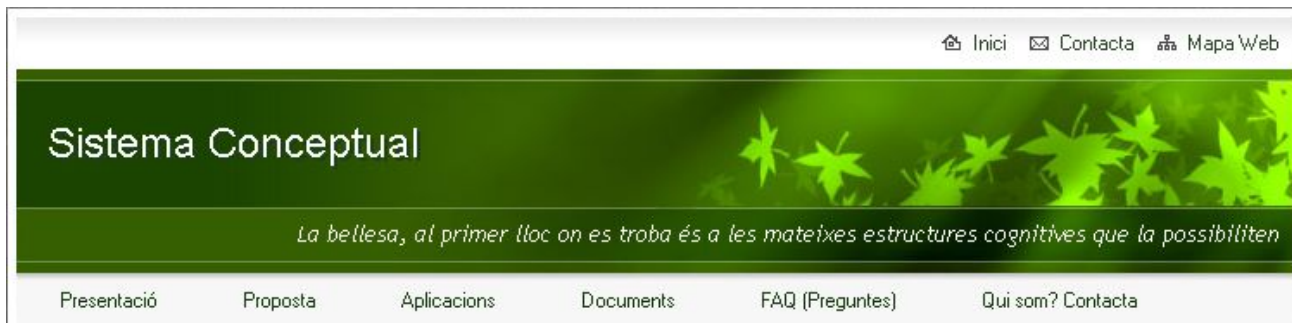 Inici Contacta Mapa Web
Sistema Conceptual
La bellesa, al primer lloc on es troba és a les mateixes estructures cognitives que la possibiliten
Presentació Proposta Aplicacions Documents FAQ (Preguntes) Qui som? Contacta